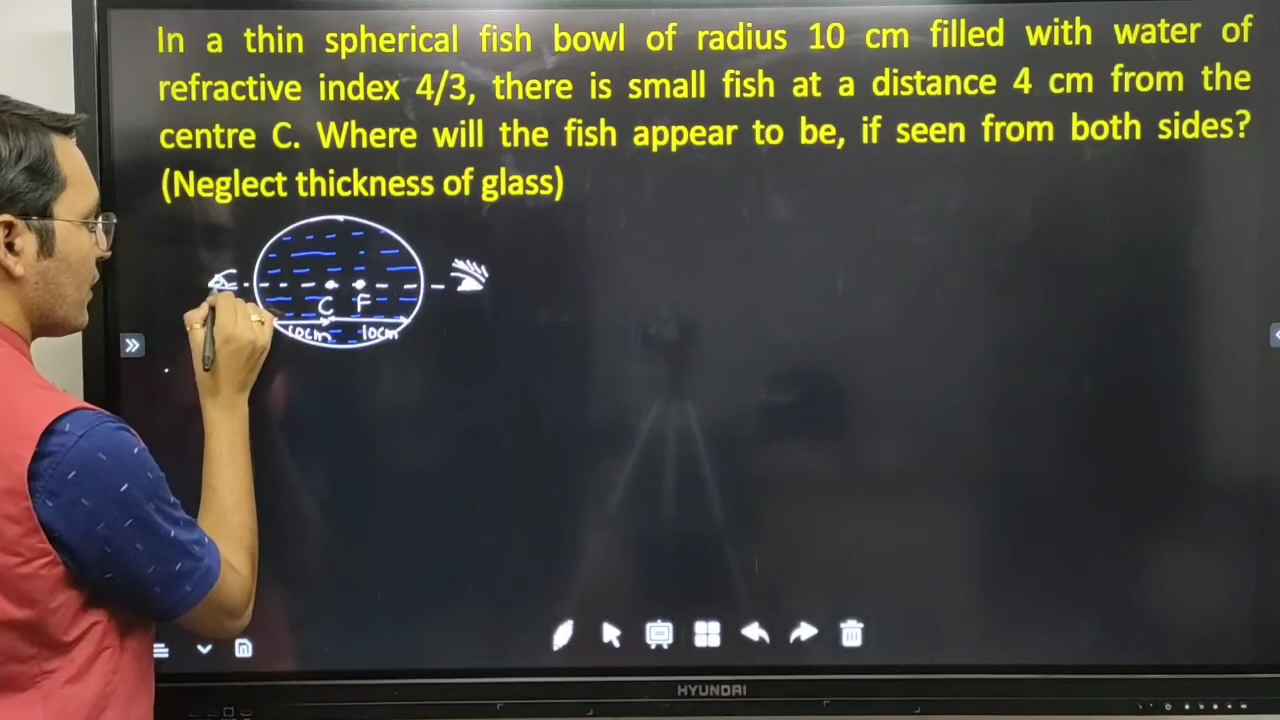 In a thin spherical fish bowl of radius 10 cm filled with water of
refractive index 4/3, there is small fish at a distance 4 cm from the
centre C. Where will the fish appear to be, if seen from both sides?
(Neglect thickness of glass)
C F
10cm 10cm
HYUNDAI